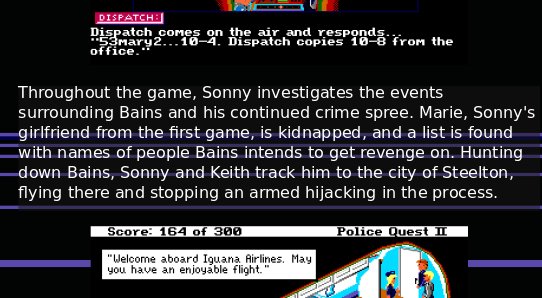 DISPATCH:
Dispatch comes on the air and responds...
"53Mary2...10-4. Dispatch copies 10-8 from the
office."
Throughout the game, Sonny investigates the events
surrounding Bains and his continued crime spree. Marie, Sonny's
girlfriend from the first game, is kidnapped, and a list is found
with names of people Bains intends to get revenge on. Hunting
down Bains, Sonny and Keith track him to the city of Steelton,
flying there and stopping an armed hijacking in the process.
Score: 164 of 300 Police Quest II
"Welcome aboard Iguana Airlines. May
you have an enjoyable flight."